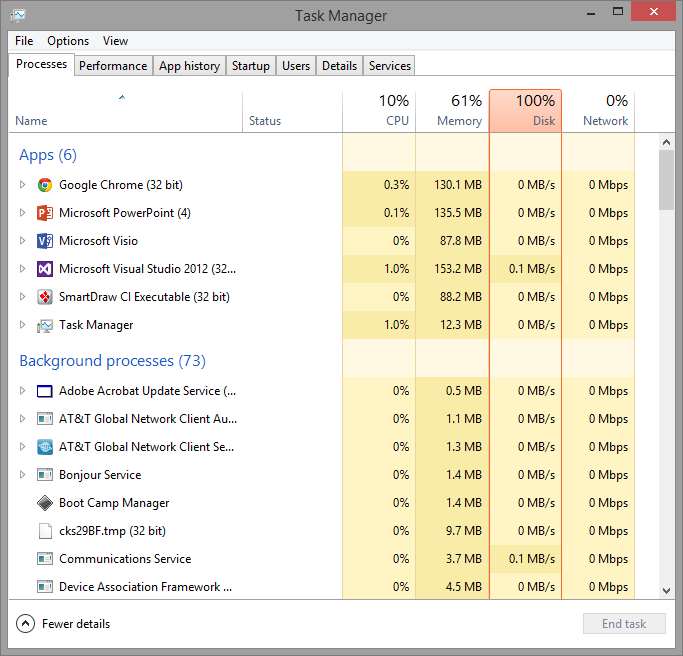 Task Manager
File Options View
Processes Performance App history Startup Users Details Services
10% 61% 100% 0%
Name Status CPU Memory Disk Network
Apps (6)
Google Chrome (32 bit) 0.3% 130.1 MB 0 MB/s 0 Mbps
Microsoft PowerPoint (4) 0.1% 135.5 MB 0 MB/s 0 Mbps
Microsoft Visio 0% 87.8 MB 0 MB/s 0 Mbps
Microsoft Visual Studio 2012 (32... 1.0% 153.2 MB 0.1 MB/s 0 Mbps
SmartDraw CI Executable (32 bit) 0% 88.2 MB 0 MB/s 0 Mbps
Task Manager 1.0% 12.3 MB 0 MB/s 0 Mbps
Background processes (73)
Adobe Acrobat Update Service (... 0% 0.5 MB 0 MB/s 0 Mbps
AT&T Global Network Client Au... 0% 1.1 MB 0 MB/s 0 Mbps
AT&T Global Network Client Se... 0% 1.3 MB 0 MB/s 0 Mbps
Bonjour Service 0% 1.4 MB 0 MB/s 0 Mbps
Boot Camp Manager 0% 1.4 MB 0 MB/s 0 Mbps
cks29BF.tmp (32 bit) 0% 9.7 MB 0 MB/s 0 Mbps
Communications Service 0% 3.7 MB 0.1 MB/s 0 Mbps
Device Association Framework ... 0% 4.5 MB 0 MB/s 0 Mbps
Fewer details End task